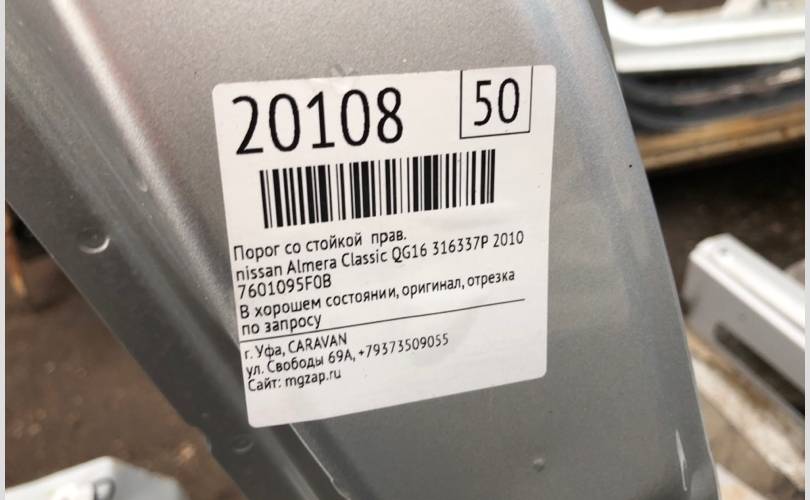 20108
50
Порог со стойкой прав.
nissan Almera Classic QG16 316337P 2010
7601095F0B
В хорошем состоянии, оригинал, отрезка
по запросу
г. Уфа, CARAVAN
ул. Свободы 69А, +79373509055
Сайт: mgzap.ru